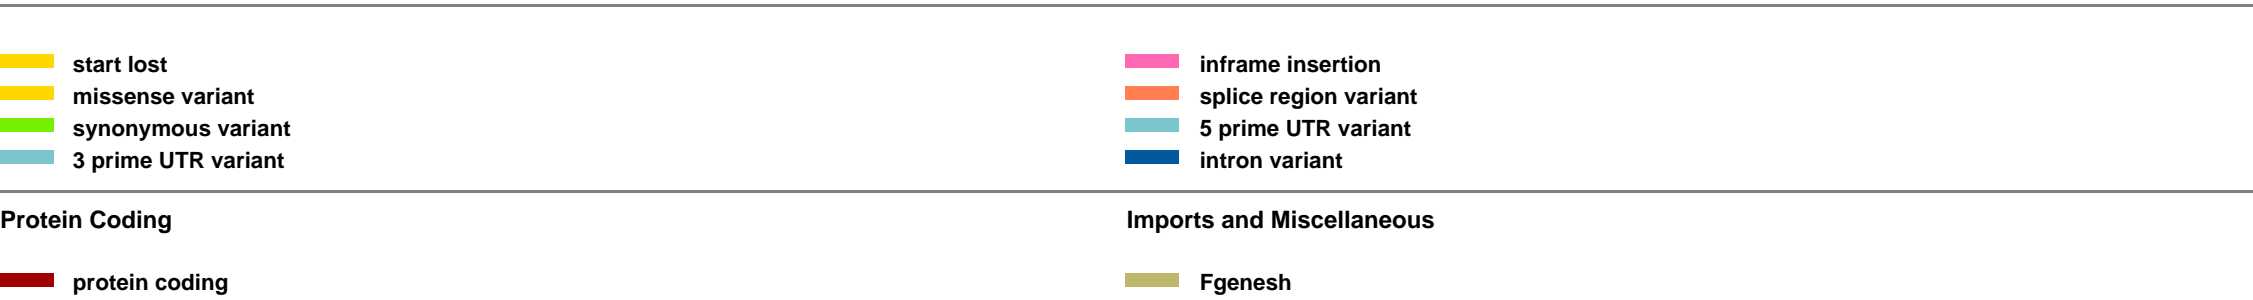 start lost
inframe insertion
missense variant
splice region variant
synonymous variant
5 prime UTR variant
3 prime UTR variant
intron variant
Protein Coding
Imports and Miscellaneous
protein coding
Fgenesh